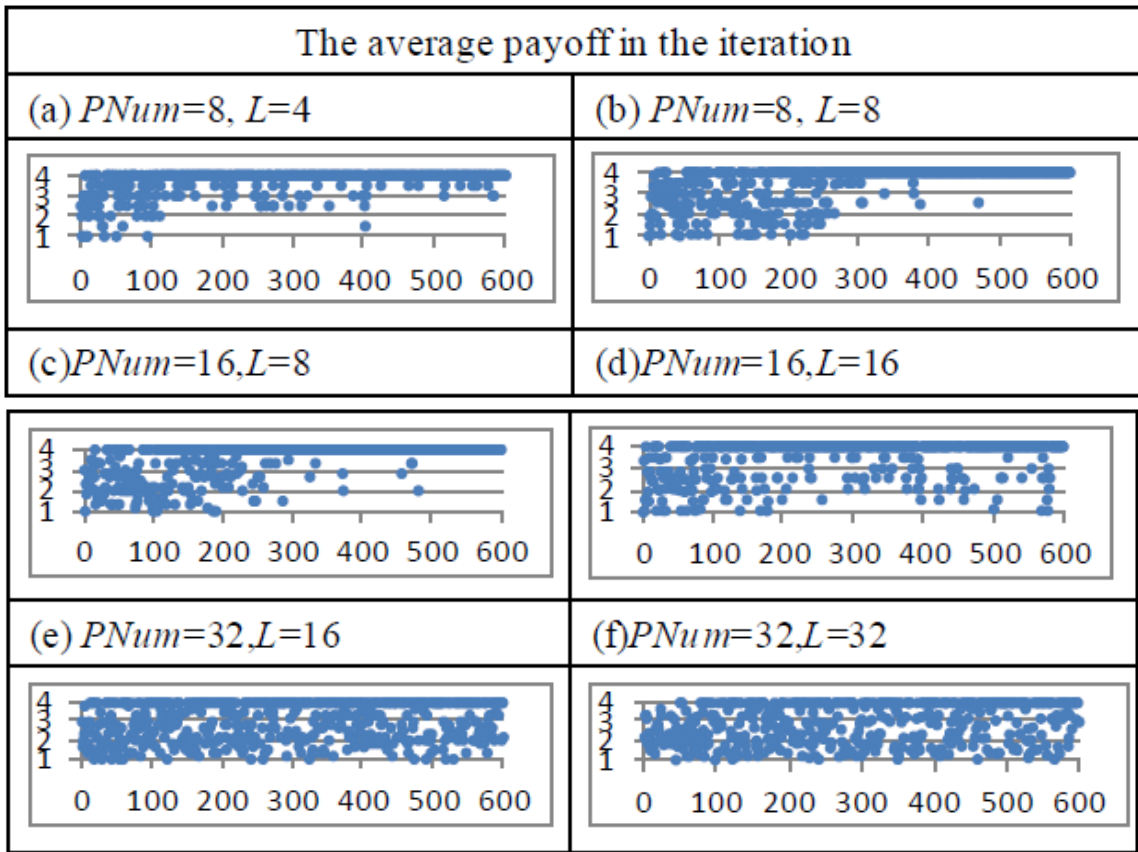 The average payoff in the iteration
(a) PNum=8, L=4
(b) PNum=8, L=8
4
3
2
1
0 100 200 300 400 500 600
4
3
2
1
0 100 200 300 400 500 600
(c)PNum=16,L=8
(d)PNum=16,L=16
4
3
2
1
0 100 200 300 400 500 600
4
3
2
1
0 100 200 300 400 500 600
(e) PNum=32,L=16
(f)PNum=32,L=32
4
3
2
1
0 100 200 300 400 500 600
4
3
2
1
0 100 200 300 400 500 600